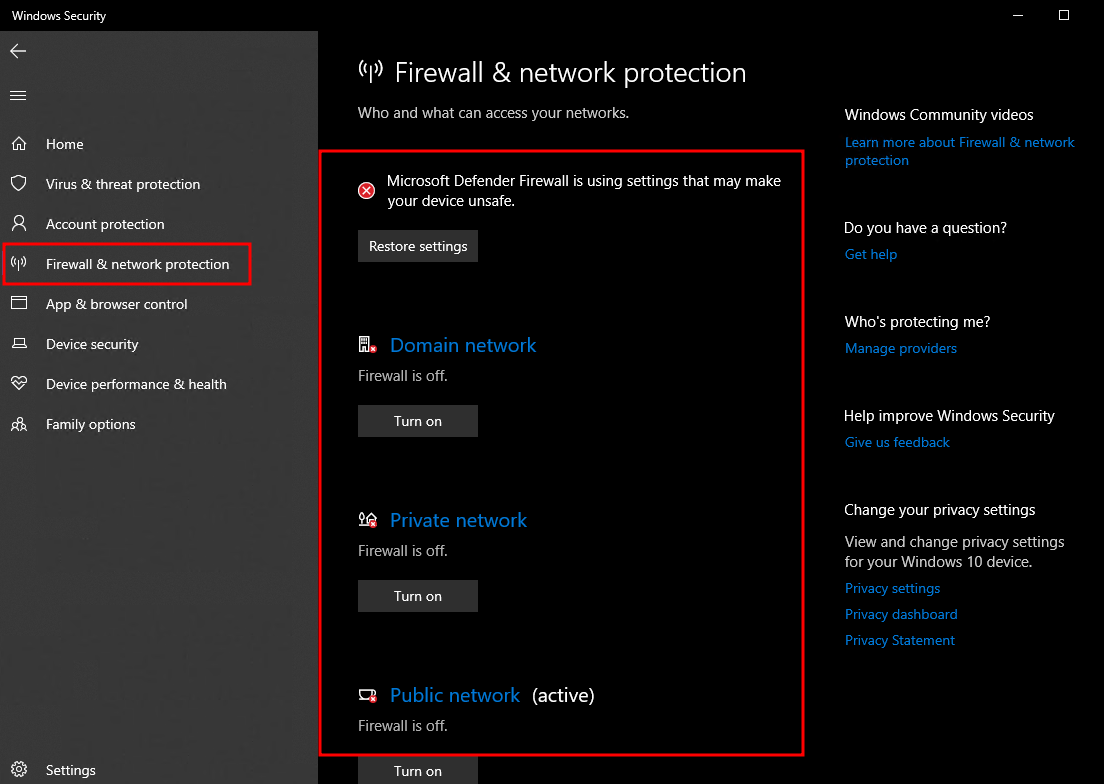 Windows Security
Home
Virus & threat protection
Account protection
Firewall & network protection
App & browser control
Device security
Device performance & health
Family options
Settings
Firewall & network protection
Who and what can access your networks.
Microsoft Defender Firewall is using settings that may make
your device unsafe.
Restore settings
Domain network
Firewall is off.
Turn on
Private network
Firewall is off.
Turn on
Public network (active)
Firewall is off.
Turn on
Windows Community videos
Learn more about Firewall & network
protection
Do you have a question?
Get help
Who's protecting me?
Manage providers
Help improve Windows Security
Give us feedback
Change your privacy settings
View and change privacy settings
for your Windows 10 device.
Privacy settings
Privacy dashboard
Privacy Statement